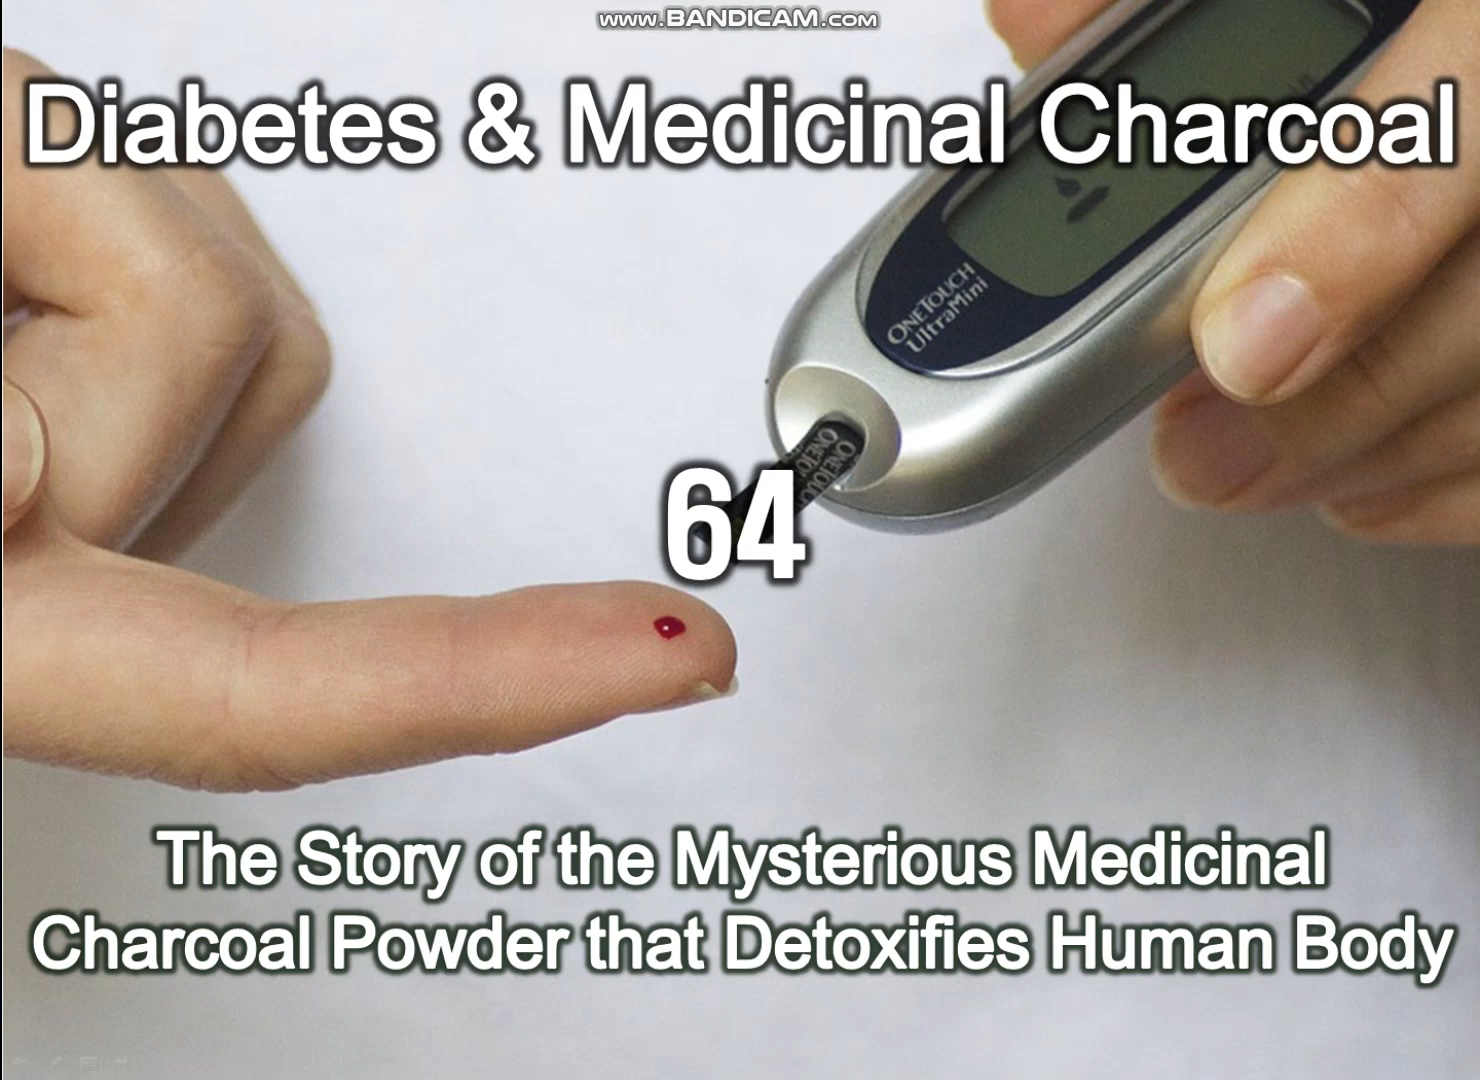 www.BANDICAM.com
Diabetes & Medicinal Charcoal
ONETOUCH
UltraMini
64
The Story of the Mysterious Medicinal
Charcoal Powder that Detoxifies Human Body